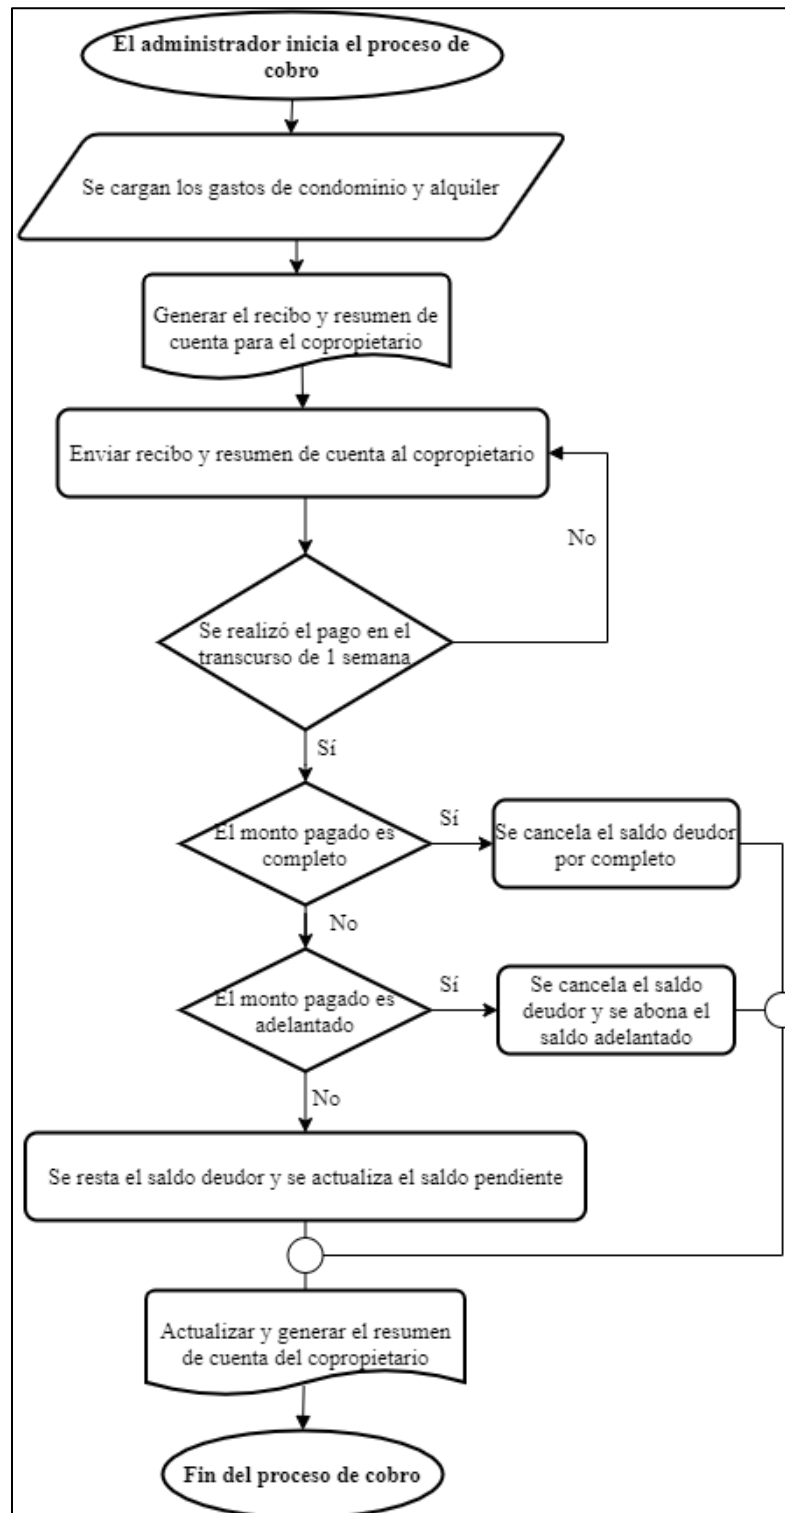 El administrador inicia el proceso de
cobro
Se cargan los gastos de condominio y alquiler
Generar el recibo y resumen de
cuenta para el copropietario
Enviar recibo y resumen de cuenta al copropietario
No
Se realizó el pago en el
transcurso de 1 semana
Sí
El monto pagado es
completo
Sí
Se cancela el saldo deudor
por completo
No
El monto pagado es
adelantado
Sí
Se cancela el saldo
deudor y se abona el
saldo adelantado
No
Se resta el saldo deudor y se actualiza el saldo pendiente
Actualizar y generar el resumen
de cuenta del copropietario
Fin del proceso de cobro